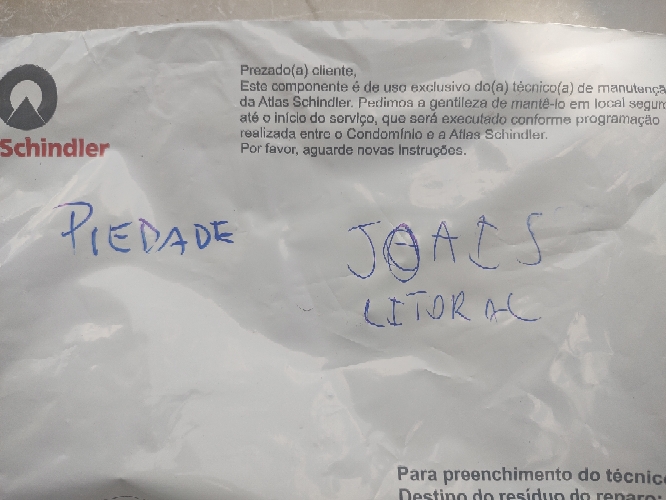 Schindler
Prezado(a) cliente,
Este componente é de uso exclusivo do(a) técnico(a) de manutençã
da Atlas Schindler. Pedimos a gentileza de mantê-lo em local seguro
até o início do serviço, que será executado conforme programação
realizada entre o Condomínio e a Atlas Schindler.
Por favor, aguarde novas instruções.
PIEDADE
LITORAL
Para preenchimento do técnico
Destino do resíduo do reparo